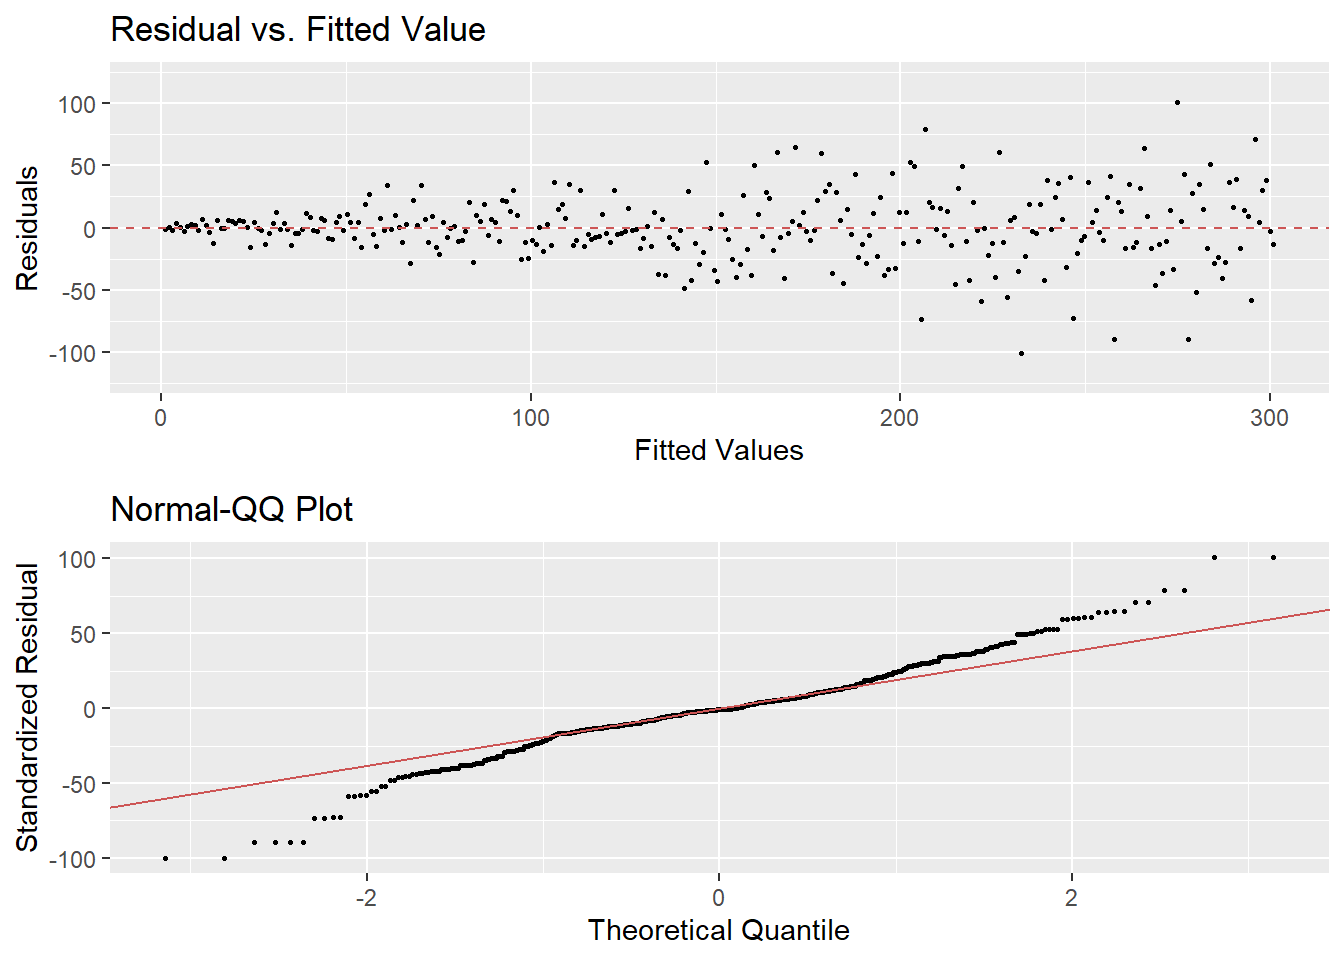 Residual vs. Fitted Value
100
50
0
-50
-100
Residuals
0 100 200 300
Fitted Values
Normal-QQ Plot
100
50
0
-50
-100
Standardized Residual
-2 0 2
Theoretical Quantile